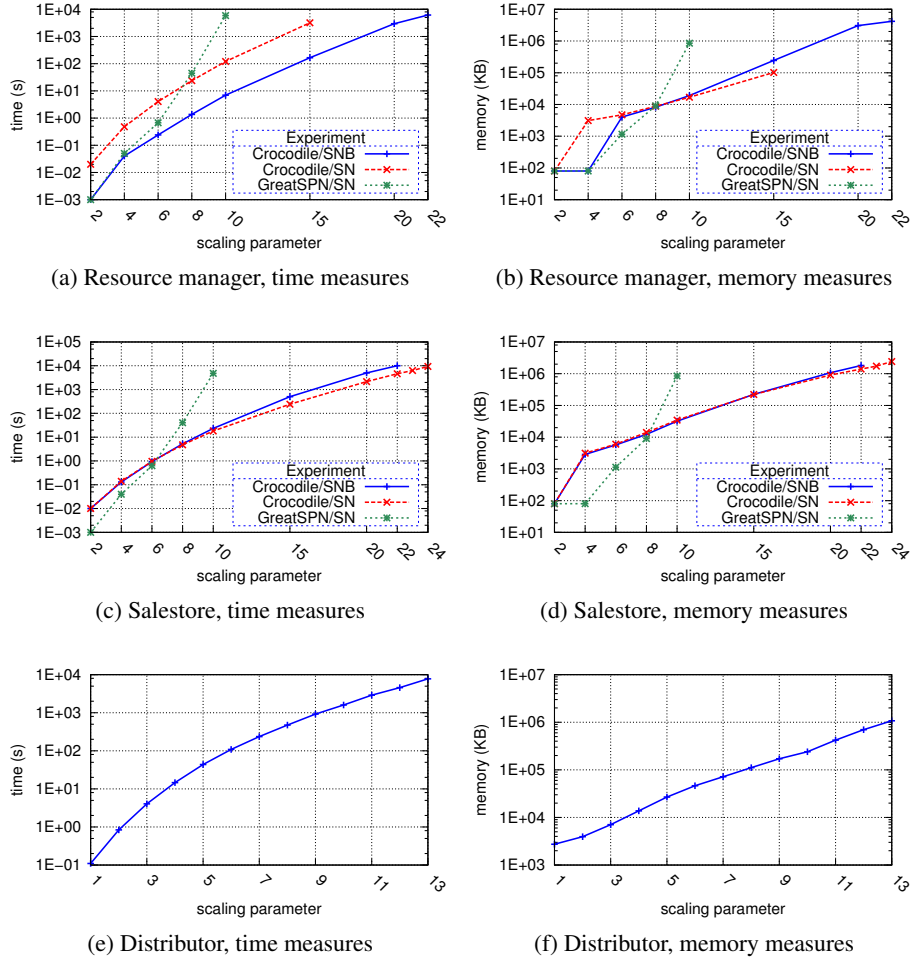 1E+04
1E+03
1E+02
1E+01
1E+00
1E−01
1E−02
1E−03
time (s)
2
4
6
8
10
15
20
22
scaling parameter
Experiment
Crocodile/SNB
Crocodile/SN
GreatSPN/SN
(a) Resource manager, time measures
1E+07
1E+06
1E+05
1E+04
1E+03
1E+02
1E+01
memory (KB)
2
4
6
8
10
15
20
22
scaling parameter
Experiment
Crocodile/SNB
Crocodile/SN
GreatSPN/SN
(b) Resource manager, memory measures
1E+05
1E+04
1E+03
1E+02
1E+01
1E+00
1E−01
1E−02
1E−03
time (s)
2
4
6
8
10
15
20
22
24
scaling parameter
Experiment
Crocodile/SNB
Crocodile/SN
GreatSPN/SN
(c) Salestore, time measures
1E+07
1E+06
1E+05
1E+04
1E+03
1E+02
1E+01
memory (KB)
2
4
6
8
10
15
20
22
24
scaling parameter
Experiment
Crocodile/SNB
Crocodile/SN
GreatSPN/SN
(d) Salestore, memory measures
1E+04
1E+03
1E+02
1E+01
1E+00
1E−01
time (s)
1
3
5
7
9
11
13
scaling parameter
(e) Distributor, time measures
1E+07
1E+06
1E+05
1E+04
1E+03
memory (KB)
1
3
5
7
9
11
13
scaling parameter
(f) Distributor, memory measures